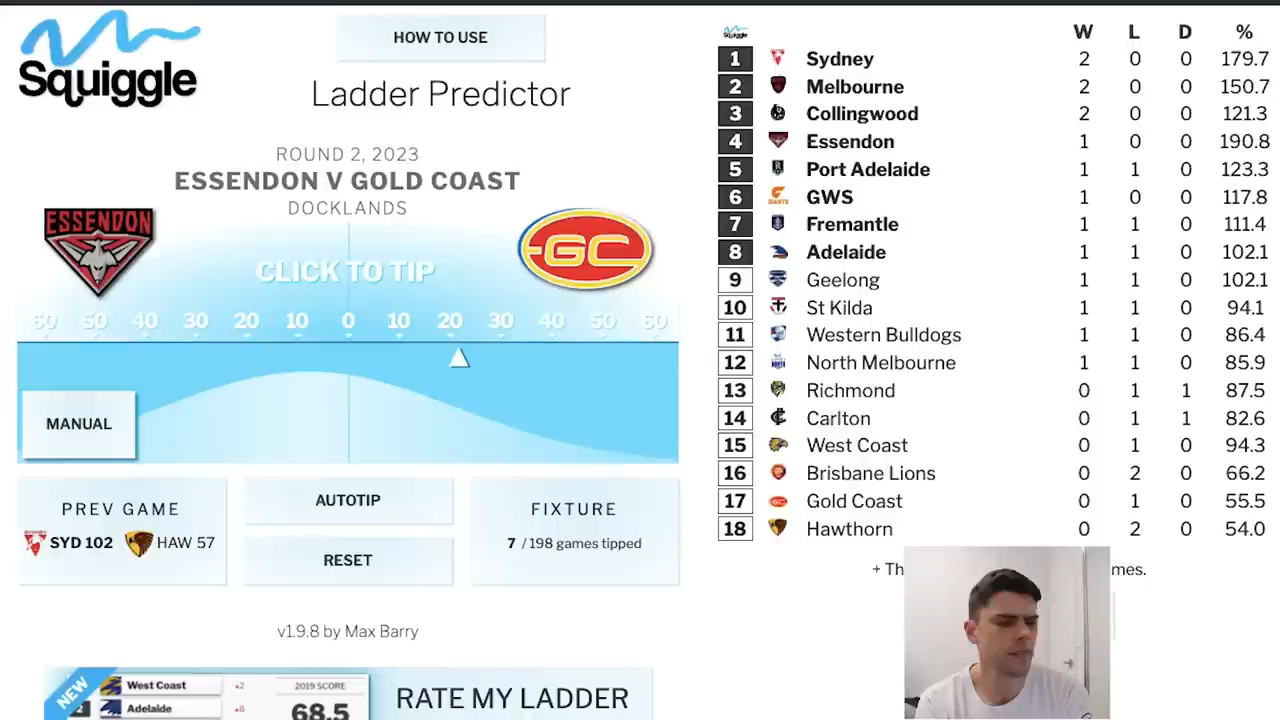 Squiggle
HOW TO USE
Ladder Predictor
ROUND 2, 2023
ESSENDON V GOLD COAST
DOCKLANDS
ESSENDON
GC
CLICK TO TIP
60 50 40 30 20 10 0 10 20 30 40 50 60
MANUAL
PREV GAME
SYD 102 HAW 57
AUTOTIP
RESET
FIXTURE
7 / 198 games tipped
v1.9.8 by Max Barry
NEW
West Coast ▲2
2 Adelaide ▲8
2019 SCORE
68.5
RATE MY LADDER
Squiggle W L D %
1 Sydney 2 0 0 179.7
2 Melbourne 2 0 0 150.7
3 Collingwood 2 0 0 121.3
4 Essendon 1 0 0 190.8
5 Port Adelaide 1 1 0 123.3
6 GWS 1 0 0 117.8
7 Fremantle 1 1 0 111.4
8 Adelaide 1 1 0 102.1
9 Geelong 1 1 0 102.1
10 St Kilda 1 1 0 94.1
11 Western Bulldogs 1 1 0 86.4
12 North Melbourne 1 1 0 85.9
13 Richmond 0 1 1 87.5
14 Carlton 0 1 1 82.6
15 West Coast 0 1 0 94.3
16 Brisbane Lions 0 2 0 66.2
17 Gold Coast 0 1 0 55.5
18 Hawthorn 0 2 0 54.0
+ Th mes.